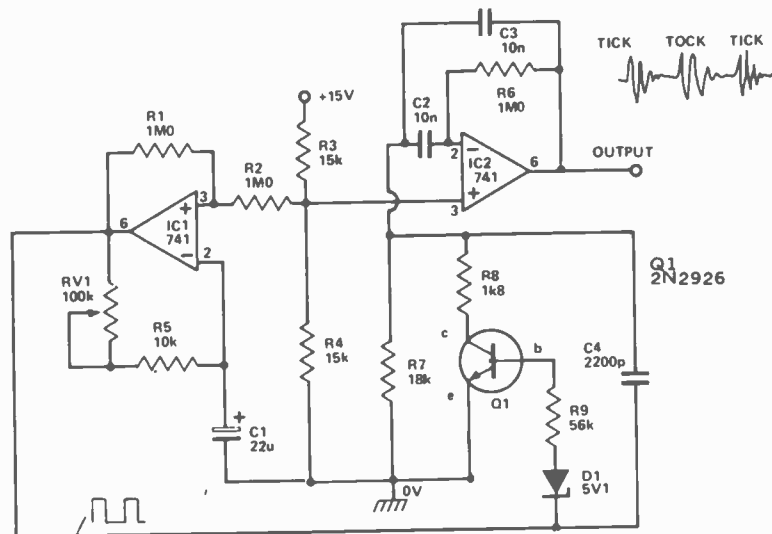 C3
10n
TICK TOCK TICK
R6
1M0
C2
10n
+15V
R1
1M0
R3
15k
R2
1M0
2
IC2
741
6
3
OUTPUT
3
IC1
741
6
2
RV1
100k
R5
10k
R8
1k8
Q1
2N2926
R4
15k
R7
18k
c
b
e
Q1
C4
2200p
R9
56k
C1
22u
D1
5V1
0V